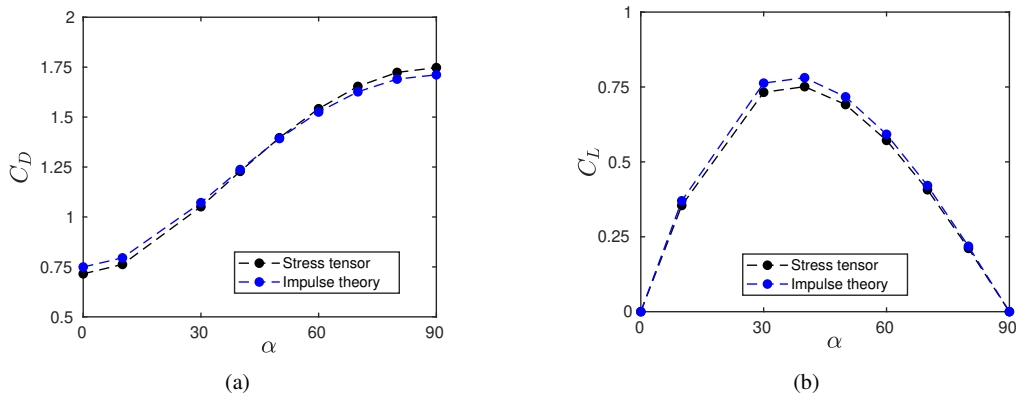 2
1.75
1.5
1.25
1
0.75
0.5
C_D
0
30
60
90
α
Stress tensor
Impulse theory
(a)
1
0.75
0.5
0.25
0
C_L
0
30
60
90
α
Stress tensor
Impulse theory
(b)